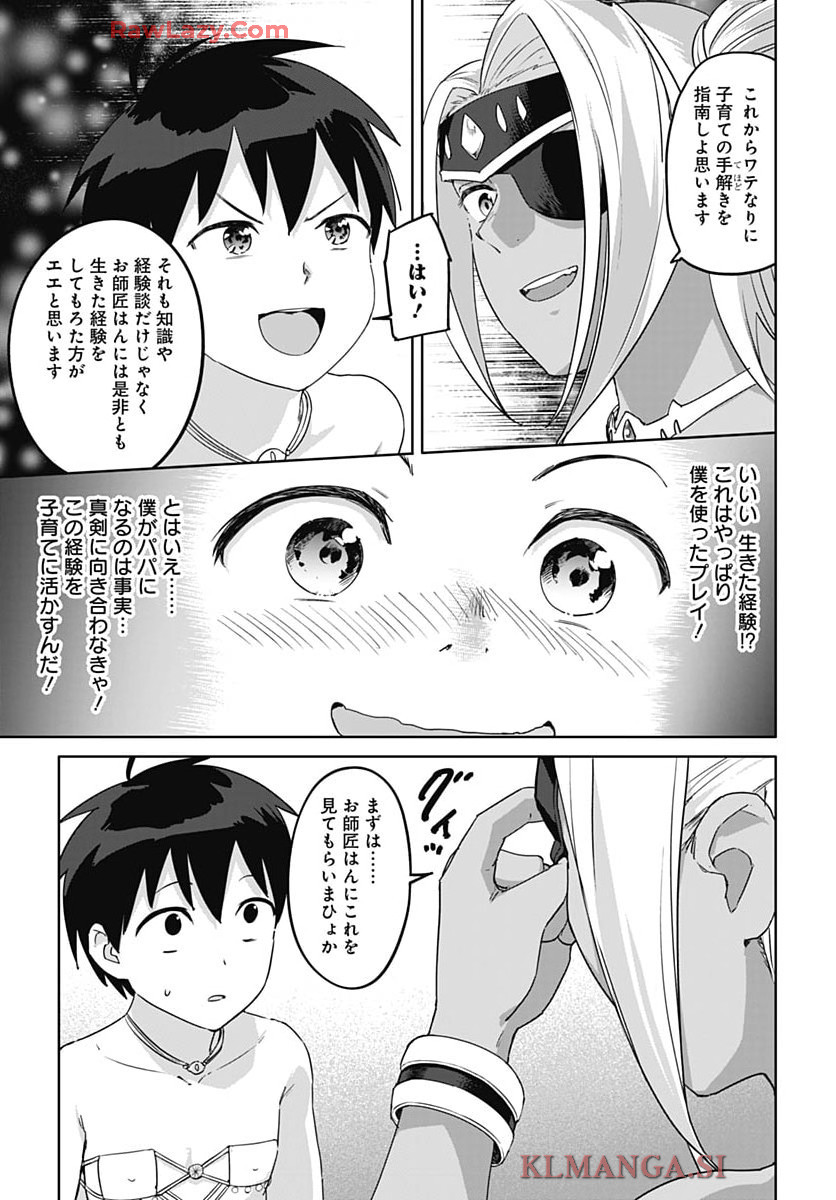 RawLazy.Com
これからワテなりに
子育ての手解きを
てほど
指南しよ思います
…はい！
それも知識や
経験談だけじゃなく
お師匠はんには是非とも
生きた経験を
してもろた方が
エエと思います
いいい 生きた経験!?
これはやっぱり
僕を使ったプレイ！
とはいえ……
僕がパパに
なるのは事実…
真剣に向き合わなきゃ！
この経験を
子育てに活かすんだ！
グイッ
まずは……
お師匠はんにこれを
見てもらいまひょか
KLMANGA.SI